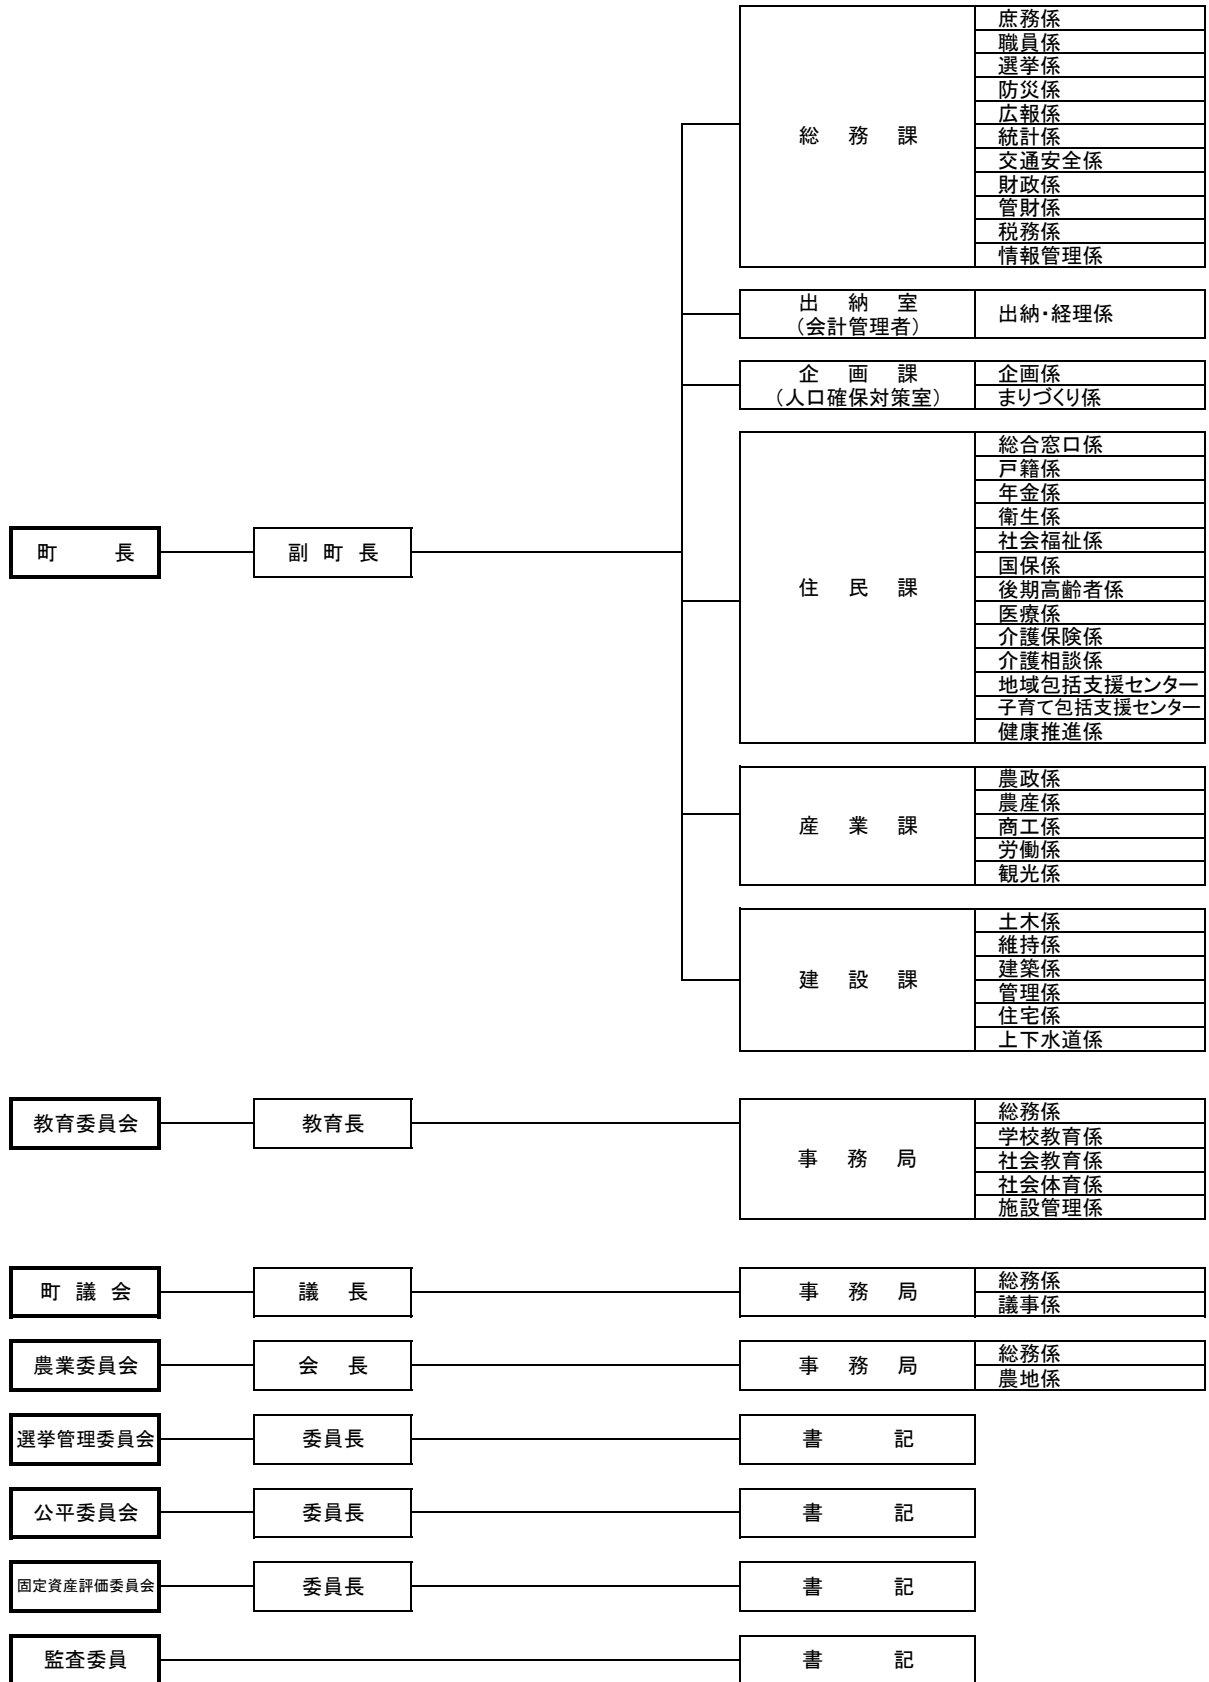 町 長
副 町 長
総 務 課
庶務係
職員係
選挙係
防災係
広報係
統計係
交通安全係
財政係
管財係
税務係
情報管理係
出 納 室
（会計管理者）
出納・経理係
企 画 課
（人口確保対策室）
企画係
まりづくり係
住 民 課
総合窓口係
戸籍係
年金係
衛生係
社会福祉係
国保係
後期高齢者係
医療係
介護保険係
介護相談係
地域包括支援センター
子育て包括支援センター
健康推進係
産 業 課
農政係
農産係
商工係
労働係
観光係
建 設 課
土木係
維持係
建築係
管理係
住宅係
上下水道係
教育委員会
教育長
事 務 局
総務係
学校教育係
社会教育係
社会体育係
施設管理係
町 議 会
議 長
事 務 局
総務係
議事係
農業委員会
会 長
事 務 局
総務係
農地係
選挙管理委員会
委員長
書 記
公平委員会
委員長
書 記
固定資産評価委員会
委員長
書 記
監査委員
書 記